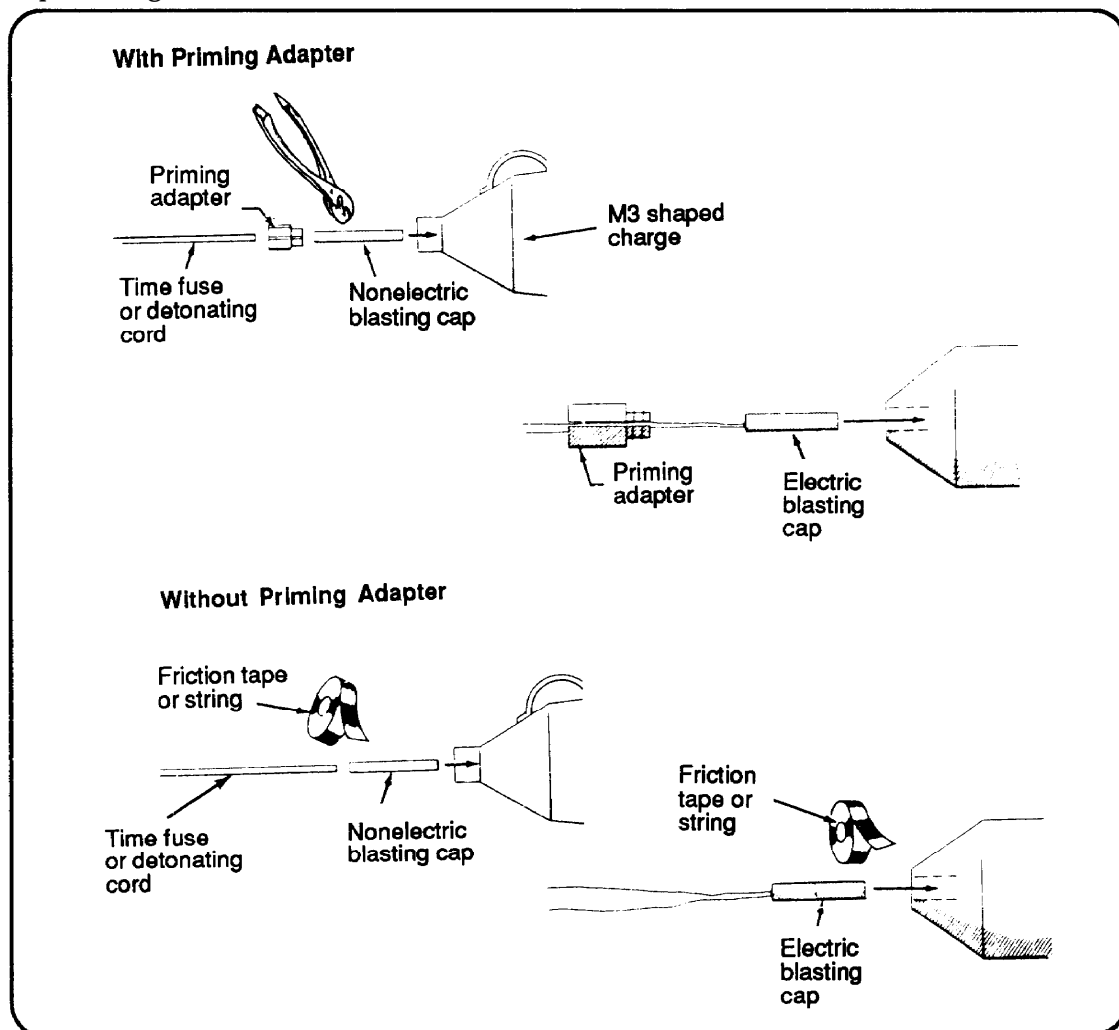 With Priming Adapter
Priming
adapter
M3 shaped
charge
Time fuse
or detonating
cord
Nonelectric
blasting cap
Priming
adapter
Electric
blasting
cap
Without Priming Adapter
Friction tape
or string
Time fuse
or detonating
cord
Nonelectric
blasting cap
Friction
tape or
string
Electric
blasting
cap